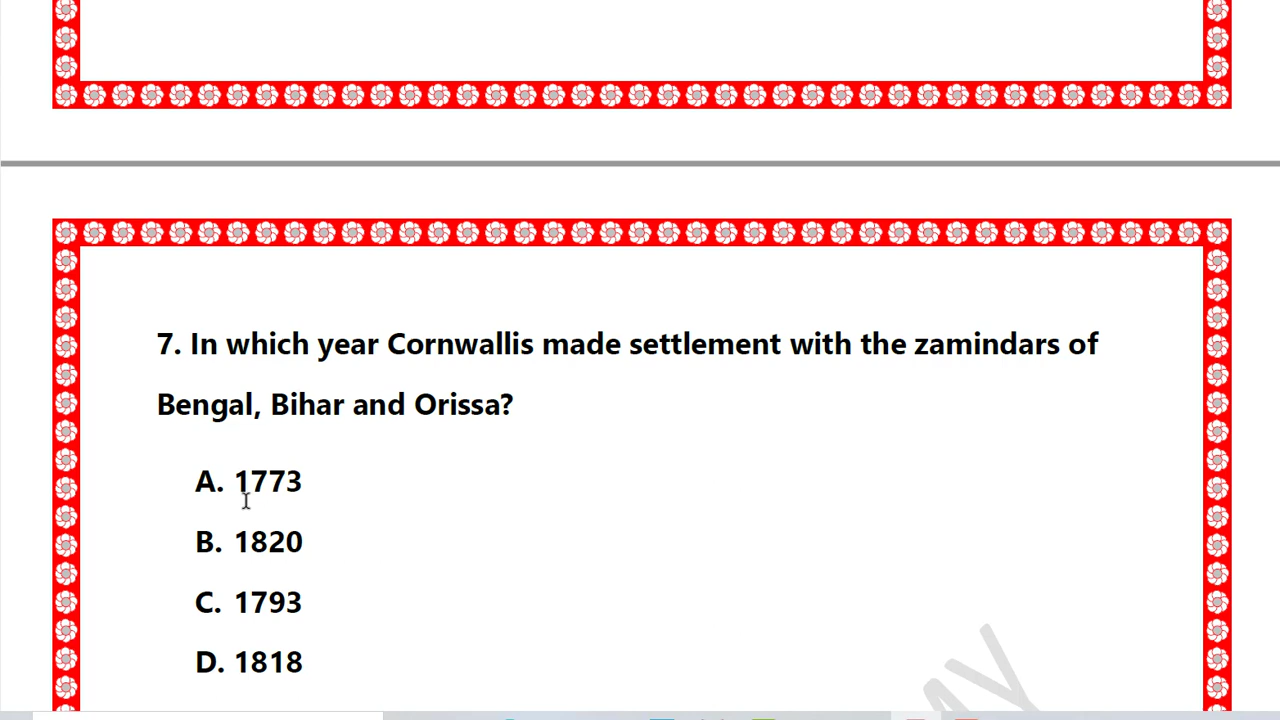 7. In which year Cornwallis made settlement with the zamindars of
Bengal, Bihar and Orissa?
A. 1773
B. 1820
C. 1793
D. 1818
MY